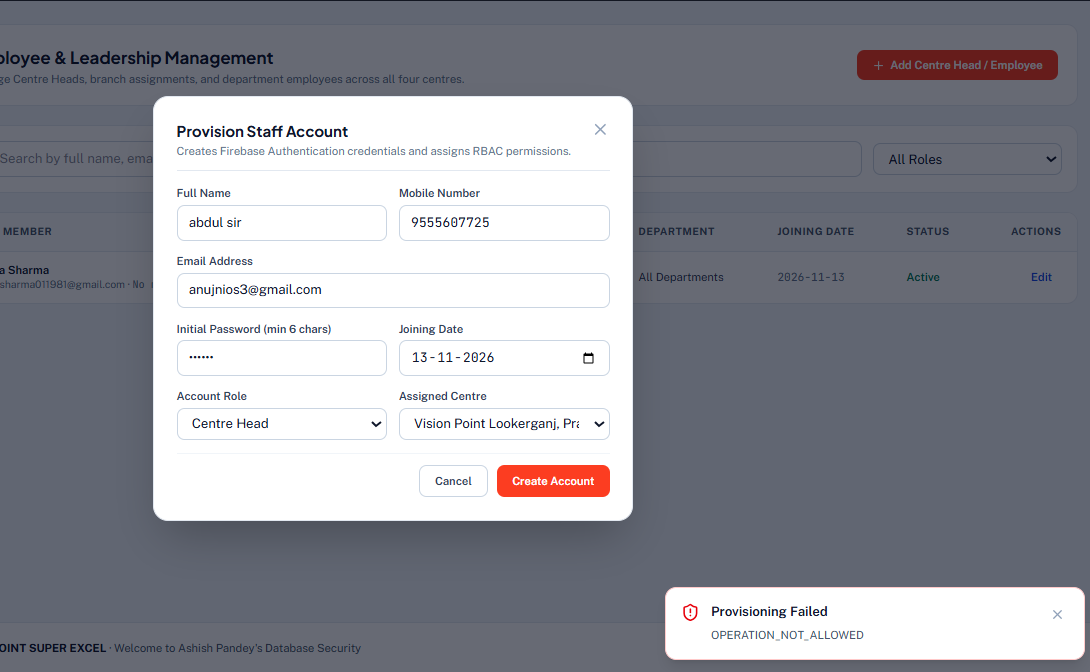 ployee & Leadership Management
ge Centre Heads, branch assignments, and department employees across all four centres.
+ Add Centre Head / Employee
Search by full name, ema
All Roles
MEMBER
DEPARTMENT
JOINING DATE
STATUS
ACTIONS
a Sharma
sharma011981@gmail.com · No
All Departments
2026-11-13
Active
Edit
Provision Staff Account
Creates Firebase Authentication credentials and assigns RBAC permissions.
Full Name
Mobile Number
abdul sir
9555607725
Email Address
anujnios3@gmail.com
Initial Password (min 6 chars)
Joining Date
••••••
13-11-2026
Account Role
Assigned Centre
Centre Head
Vision Point Lookerganj, Pra
Cancel
Create Account
Provisioning Failed
OPERATION_NOT_ALLOWED
OINT SUPER EXCEL · Welcome to Ashish Pandey's Database Security